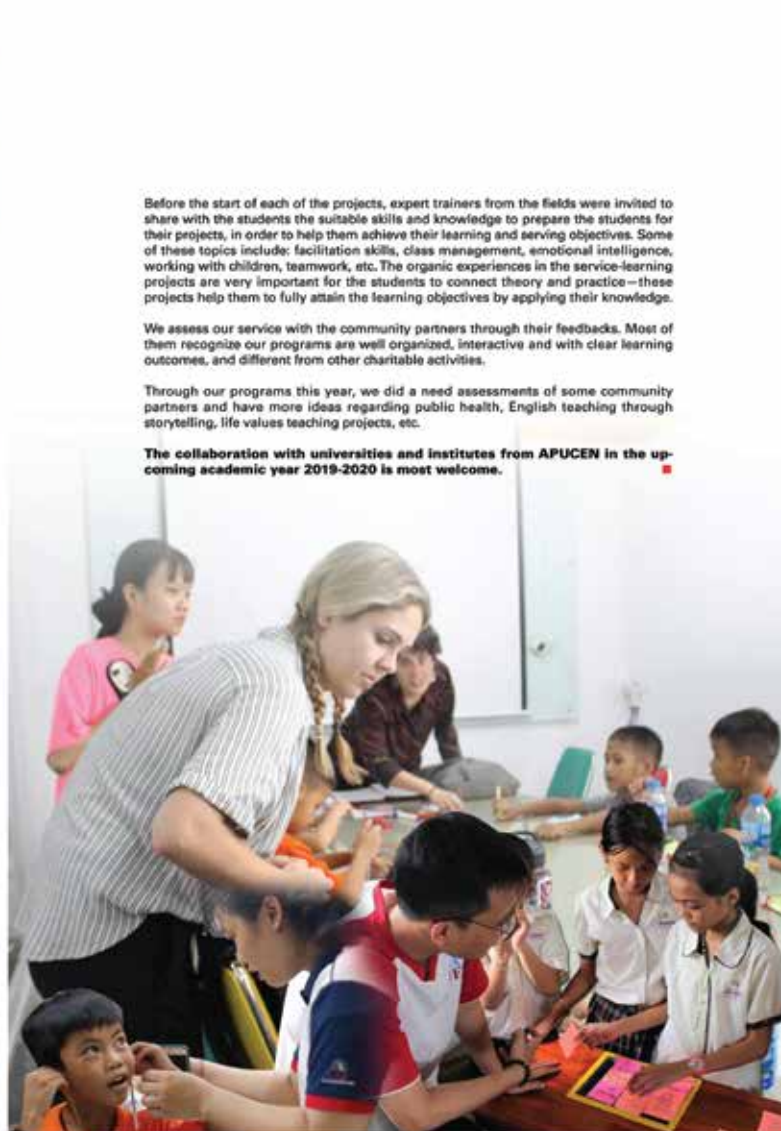 Before the start of each of the projects, expert trainers from the fields were invited to
share with the students the suitable skills and knowledge to prepare the students for
their projects, in order to help them achieve their learning and serving objectives. Some
of these topics include: facilitation skills, class management, emotional intelligence,
working with children, teamwork, etc. The organic experiences in the service-learning
projects are very important for the students to connect theory and practice—these
projects help them to fully attain the learning objectives by applying their knowledge.
We assess our service with the community partners through their feedbacks. Most of
them recognize our programs are well organized, interactive and with clear learning
outcomes, and different from other charitable activities.
Through our programs this year, we did a need assessments of some community
partners and have more ideas regarding public health, English teaching through
storytelling, life values teaching projects, etc.
The collaboration with universities and institutes from APUCEN in the up-
coming academic year 2019-2020 is most welcome.